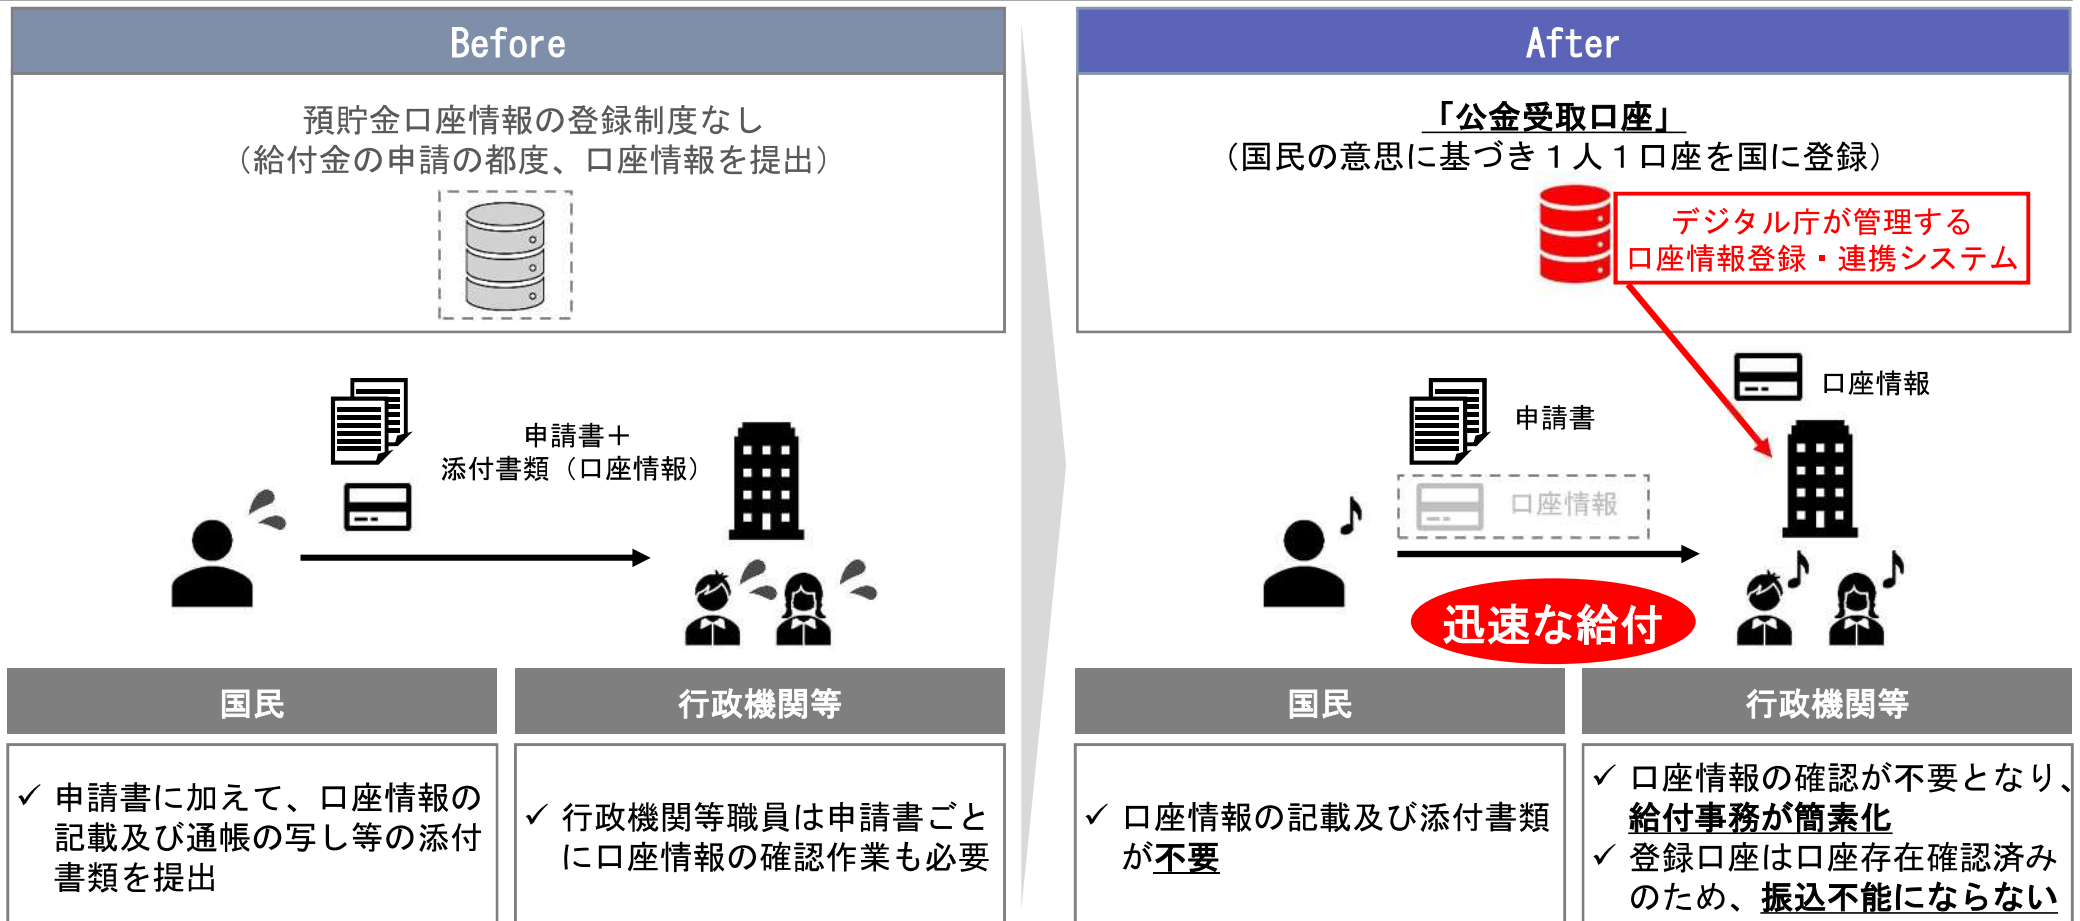 Before
預貯金口座情報の登録制度なし
（給付金の申請の都度、口座情報を提出）
申請書＋
添付書類（口座情報）
国民
行政機関等
✓ 申請書に加えて、口座情報の
記載及び通帳の写し等の添付
書類を提出
✓ 行政機関等職員は申請書ごと
に口座情報の確認作業も必要
After
「公金受取口座」
（国民の意思に基づき１人１口座を国に登録）
デジタル庁が管理する
口座情報登録・連携システム
口座情報
申請書
口座情報
迅速な給付
国民
行政機関等
✓ 口座情報の記載及び添付書類
が不要
✓ 口座情報の確認が不要となり、
給付事務が簡素化
✓ 登録口座は口座存在確認済み
のため、振込不能にならない